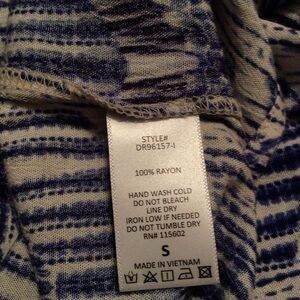 STYLE#
DR96157-I
100% RAYON
HAND WASH COLD
DO NOT BLEACH
LINE DRY
IRON LOW IF NEEDED
DO NOT TUMBLE DRY
RN# 115602
S
MADE IN VIETNAM